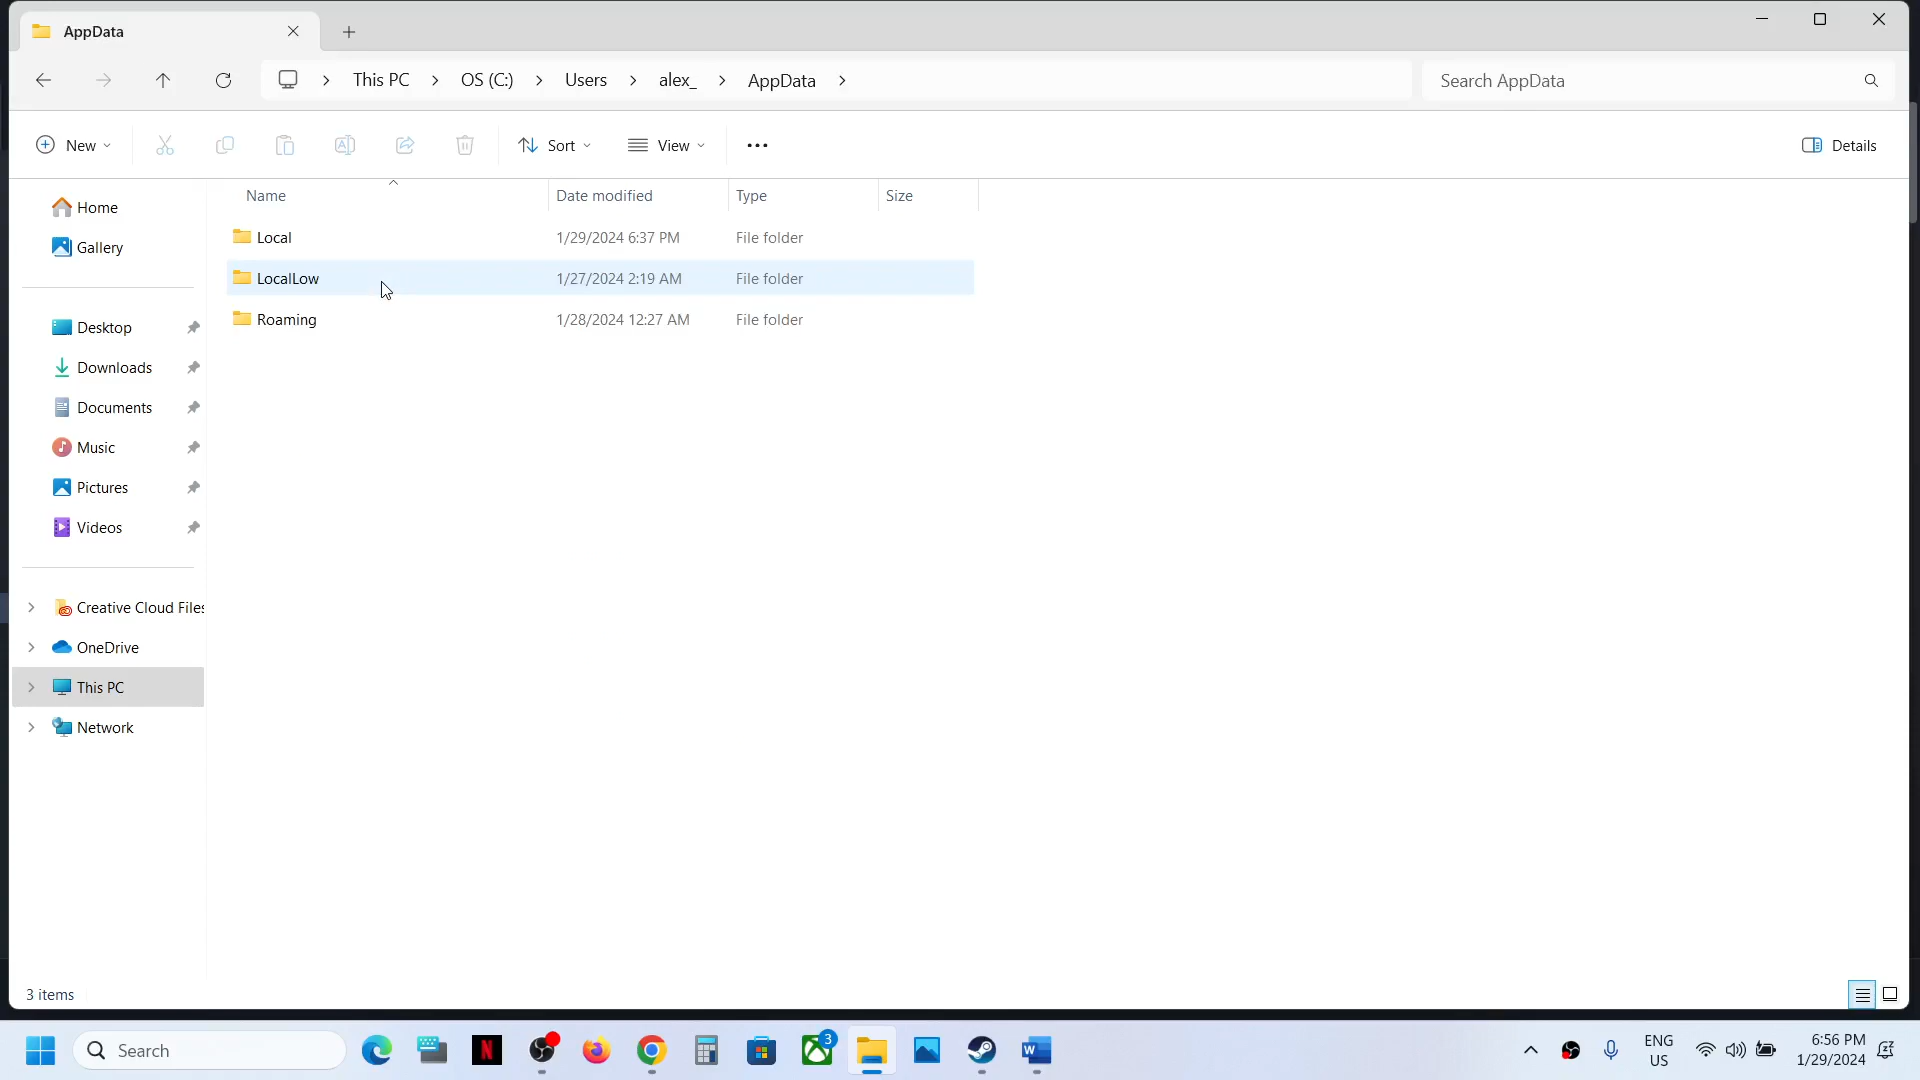 AppData
This PC
OS (C:)
Users
alex_
AppData
Search AppData
New
Sort
View
Details
Name
Date modified
Type
Size
Local
1/29/2024 6:37 PM
File folder
LocalLow
1/27/2024 2:19 AM
File folder
Roaming
1/28/2024 12:27 AM
File folder
Home
Gallery
Desktop
Downloads
Documents
Music
Pictures
Videos
Creative Cloud Files
OneDrive
This PC
Network
3 items
Search
N
3
W
ENG
US
6:56 PM
1/29/2024